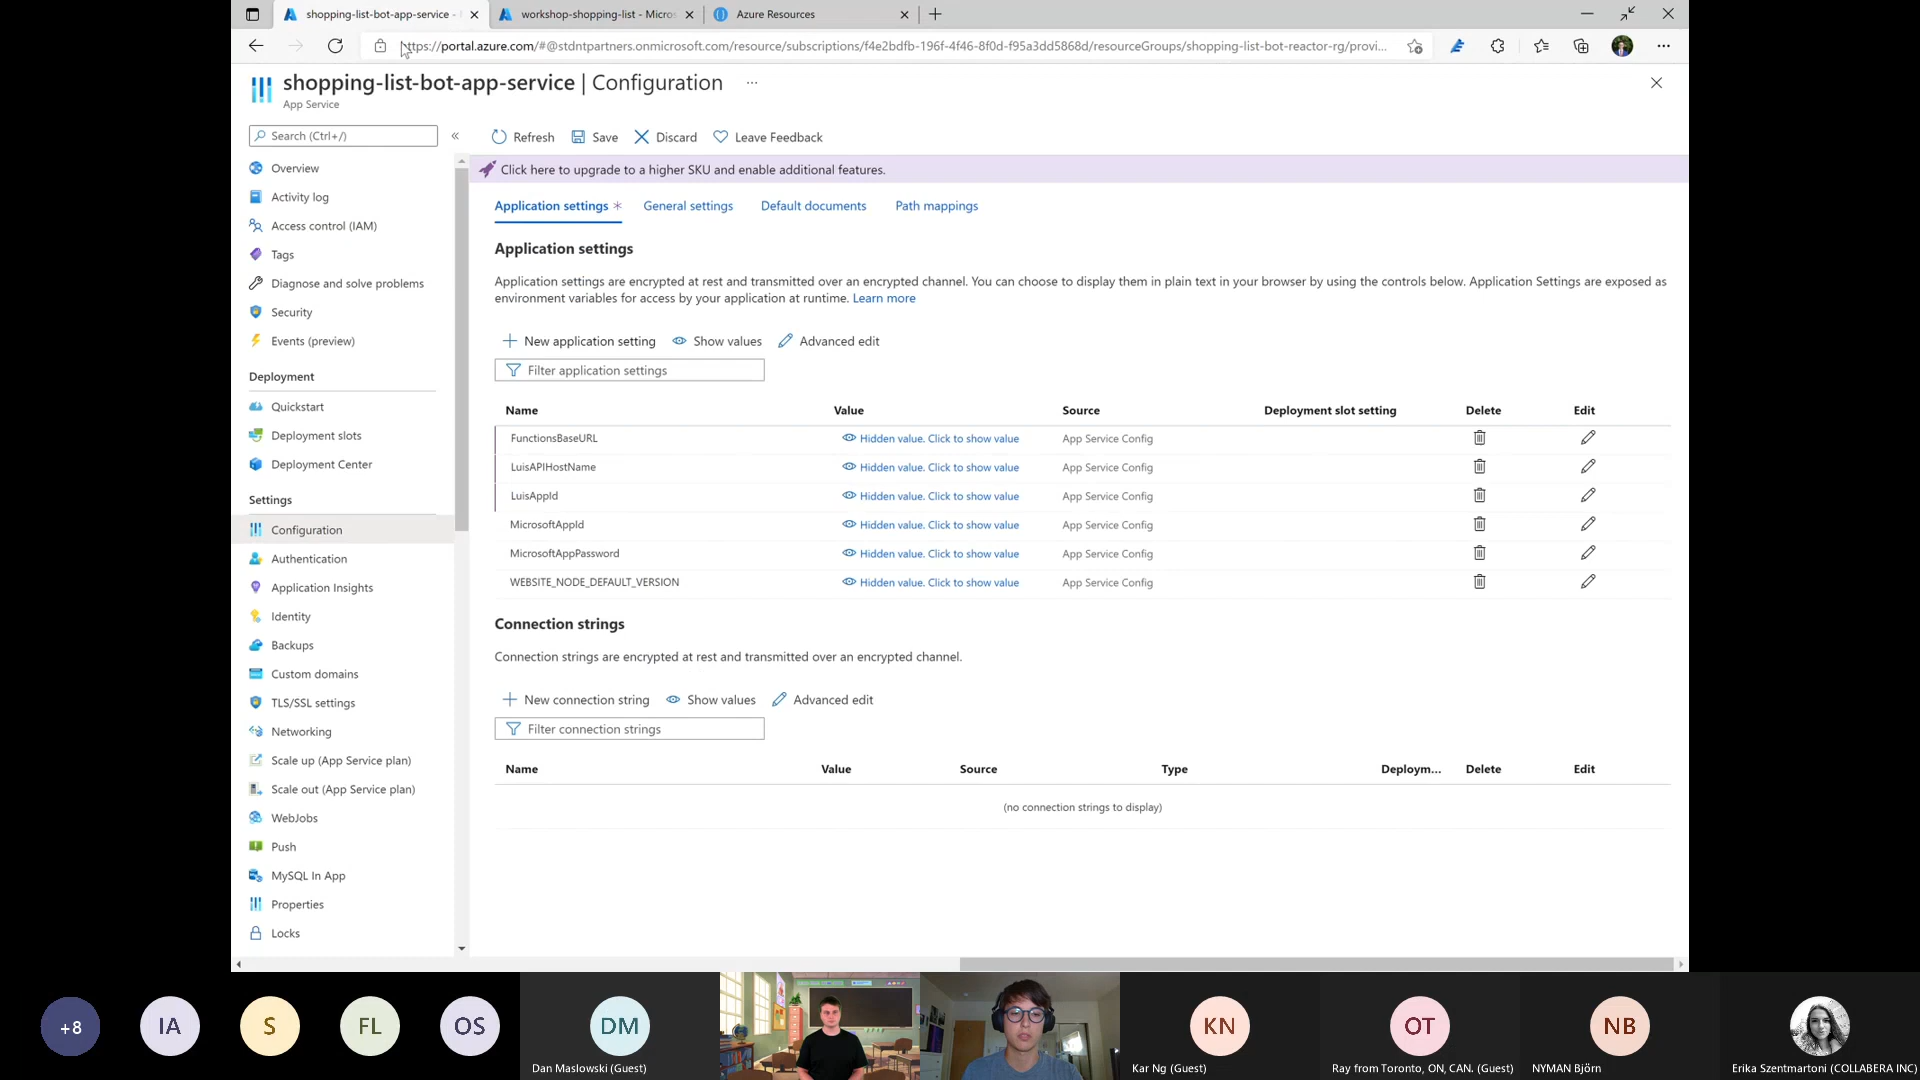 shopping-list-bot-app-service -
workshop-shopping-list - Micros
Azure Resources
https://portal.azure.com/#@stdntpartners.onmicrosoft.com/resource/subscriptions/f4e2bdfb-196f-4f46-8f0d-f95a3dd5868d/resourceGroups/shopping-list-bot-reactor-rg/provi...
shopping-list-bot-app-service | Configuration ...
App Service
Search (Ctrl+/)
«
Refresh
Save
Discard
Leave Feedback
Overview
Activity log
Access control (IAM)
Tags
Diagnose and solve problems
Security
Events (preview)
Deployment
Quickstart
Deployment slots
Deployment Center
Settings
Configuration
Authentication
Application Insights
Identity
Backups
Custom domains
TLS/SSL settings
Networking
Scale up (App Service plan)
Scale out (App Service plan)
WebJobs
Push
MySQL In App
Properties
Locks
Click here to upgrade to a higher SKU and enable additional features.
Application settings *
General settings
Default documents
Path mappings
Application settings
Application settings are encrypted at rest and transmitted over an encrypted channel. You can choose to display them in plain text in your browser by using the controls below. Application Settings are exposed as
environment variables for access by your application at runtime. Learn more
New application setting
Show values
Advanced edit
Filter application settings
Name Value Source Deployment slot setting Delete Edit
FunctionsBaseURL Hidden value. Click to show value App Service Config
LuisAPIHostName Hidden value. Click to show value App Service Config
LuisAppId Hidden value. Click to show value App Service Config
MicrosoftAppId Hidden value. Click to show value App Service Config
MicrosoftAppPassword Hidden value. Click to show value App Service Config
WEBSITE_NODE_DEFAULT_VERSION Hidden value. Click to show value App Service Config
Connection strings
Connection strings are encrypted at rest and transmitted over an encrypted channel.
New connection string
Show values
Advanced edit
Filter connection strings
Name Value Source Type Deploym... Delete Edit
(no connection strings to display)
+8
IA
S
FL
OS
DM
KN
OT
NB
Dan Maslowski (Guest)
Kar Ng (Guest)
Ray from Toronto, ON, CAN. (Guest)
NYMAN Björn
Erika Szentmartoni (COLLABERA INC)